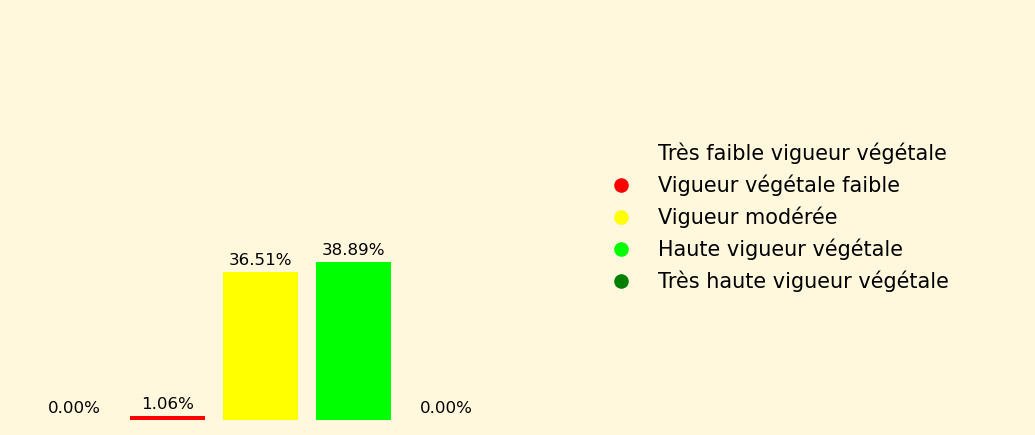 Très faible vigueur végétale
Vigueur végétale faible
Vigueur modérée
Haute vigueur végétale
Très haute vigueur végétale
38.89%
36.51%
1.06%
0.00%
0.00%